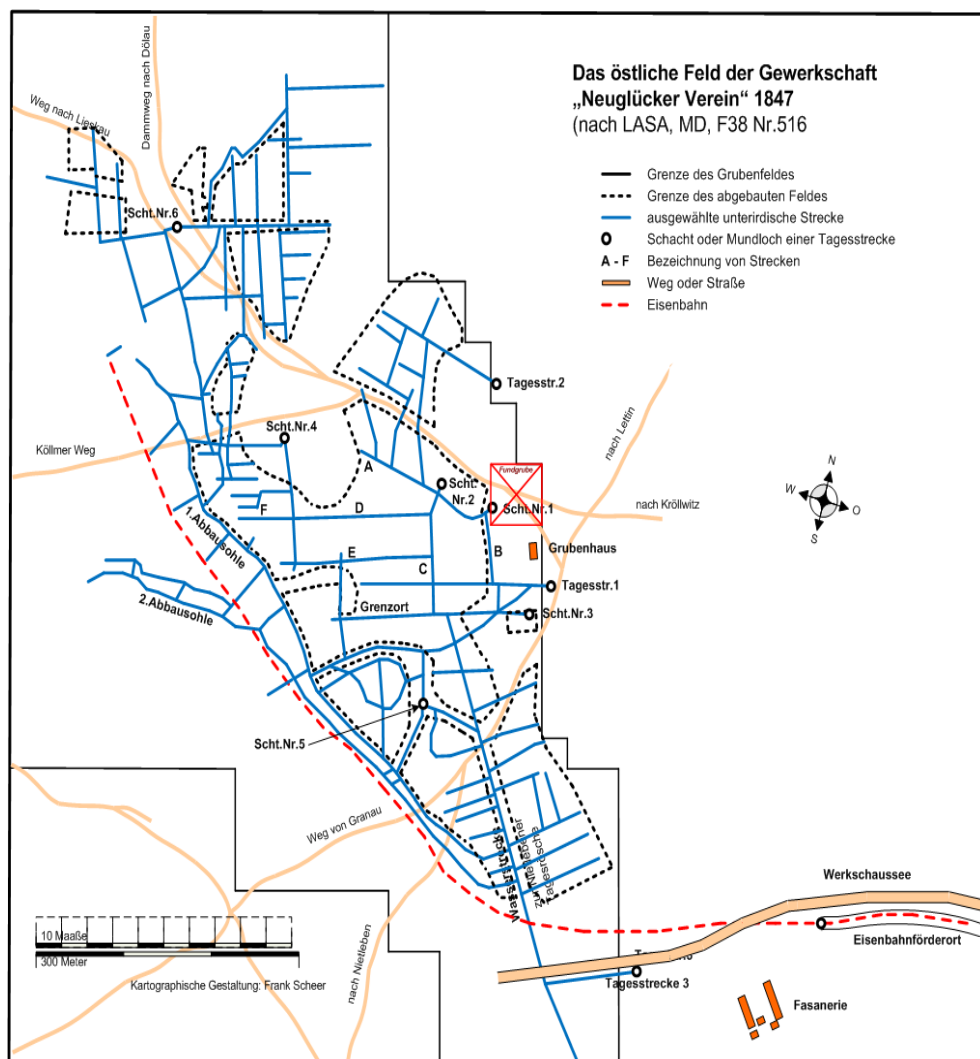 Das östliche Feld der Gewerkschaft
„Neuglücker Verein“ 1847
(nach LASA, MD, F38 Nr.516
Grenze des Grubenfeldes
Grenze des abgebauten Feldes
ausgewählte unterirdische Strecke
Schacht oder Mundloch einer Tagesstrecke
A - F Bezeichnung von Strecken
Weg oder Straße
Eisenbahn
Weg nach Lieskau
Dammweg nach Dölau
Scht.Nr.6
Tagesstr.2
nach Lettin
Köllmer Weg
Scht.Nr.4
A
Scht.
Nr.2
Fundgrube
Scht.Nr.1
nach Kröllwitz
N
W
O
S
F
D
1.Abbausohle
E
C
B
Grubenhaus
Tagesstr.1
2.Abbausohle
Grenzort
Scht.Nr.3
Scht.Nr.5
Weg von Granau
Wasserstrecke
zur Nietlebener
Tagesrösche
Werkschaussee
Eisenbahnförderort
10 Maaße
300 Meter
Kartographische Gestaltung: Frank Scheer
nach Nietleben
Tagesstrecke 3
Fasanerie